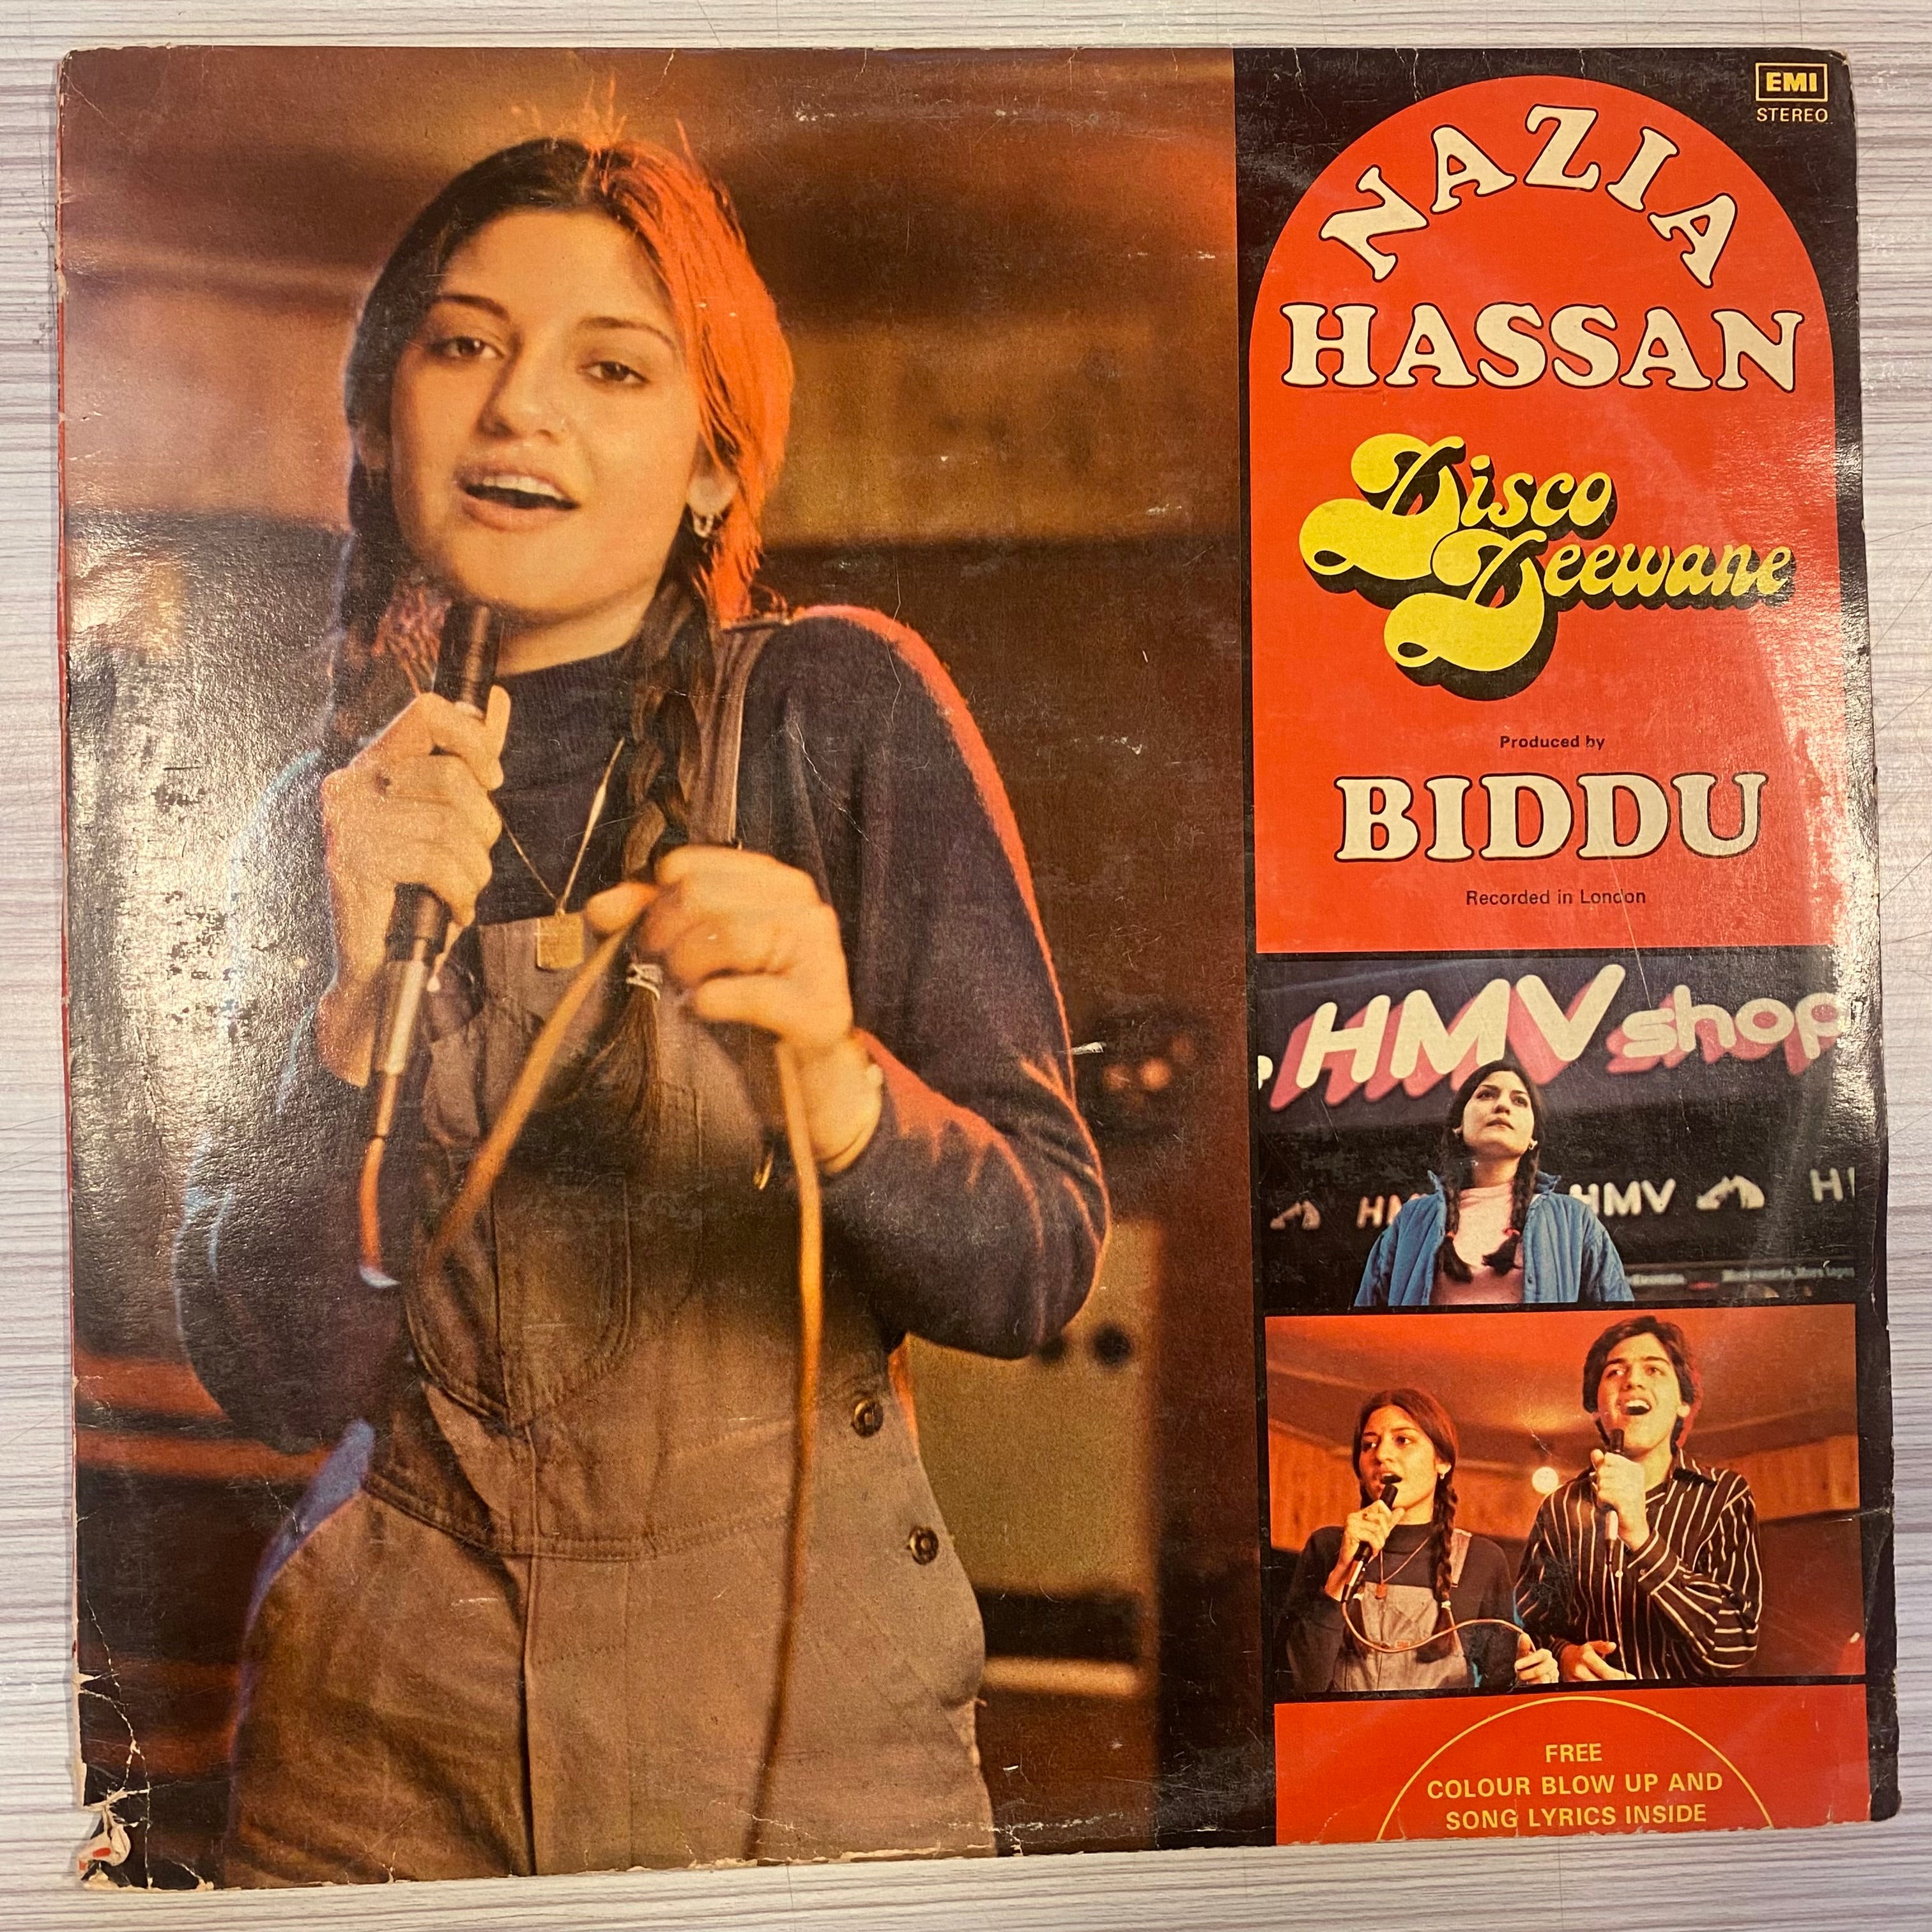 EMI
STEREO
NAZIA
HASSAN
Disco
Deewane
Produced by
BIDDU
Recorded in London
HMV shop
HMV
FREE
COLOUR BLOW UP AND
SONG LYRICS INSIDE